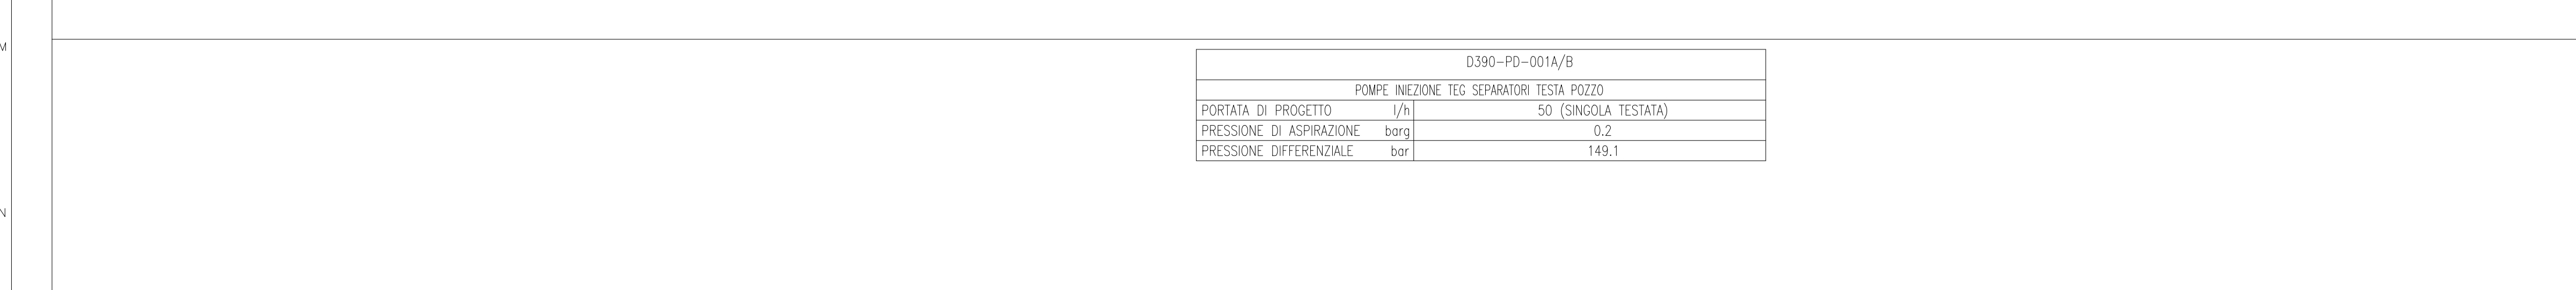 M
D390-PD-001A/B
POMPE INIEZIONE TEG SEPARATORI TESTA POZZO
PORTATA DI PROGETTO l/h 50 (SINGOLA TESTATA)
PRESSIONE DI ASPIRAZIONE barg 0.2
PRESSIONE DIFFERENZIALE bar 149.1
N